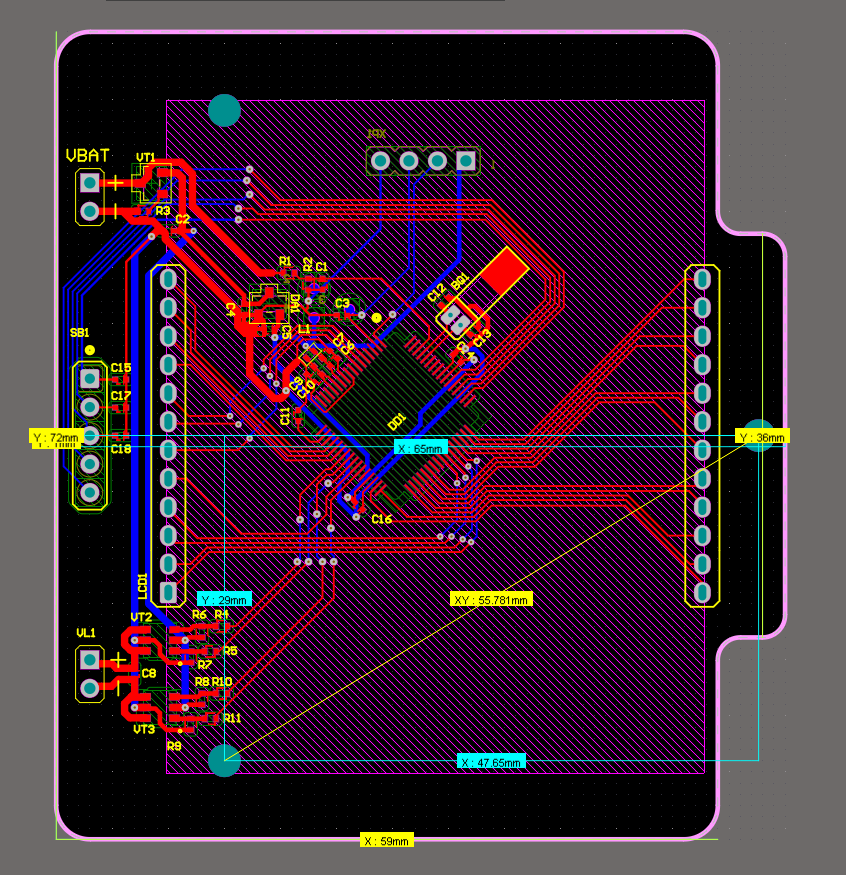 XP1
1
VBAT
VT1
R3
C2
R1
R2
C1
C12
BQ1
C4
DA1
C3
C5
L1
C13
SB1
C7
C6
C14
C15
C9
C10
C17
C11
DD1
Y : 72mm
Y : 36mm
X : 65mm
C18
C16
LCD1
Y : 29mm
XY : 55.781mm
VT2
R6
R4
VL1
R5
R7
C8
R8
R10
R11
VT3
R9
X : 47.65mm
X : 59mm